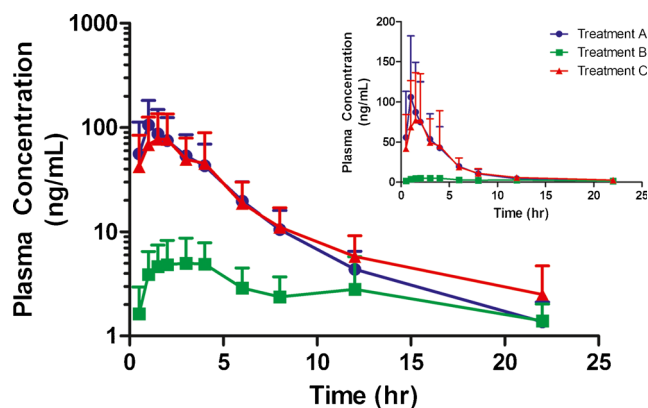 Plasma Concentration
(ng/mL)
1000
100
10
1
0
5
10
15
20
25
Time (hr)
Plasma Concentration
(ng/mL)
200
150
100
50
0
0
5
10
15
20
25
Time (hr)
Treatment A
Treatment B
Treatment C